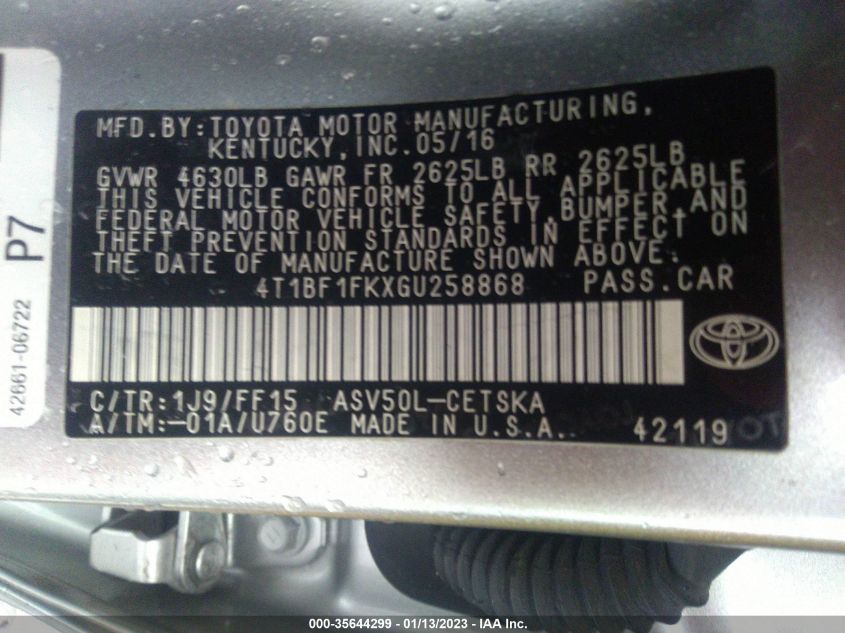 MFD.BY:TOYOTA MOTOR MANUFACTURING,
KENTUCKY,INC.05/16
GVWR 4630LB GAWR FR 2625LB RR 2625LB
THIS VEHICLE CONFORMS TO ALL APPLICABLE
FEDERAL MOTOR VEHICLE SAFETY,BUMPER,AND
THEFT PREVENTION STANDARDS IN EFFECT ON
THE DATE OF MANUFACTURE SHOWN ABOVE.
4T1BF1FKXGU258868 PASS.CAR
C/TR:1J9/FF15 ASV50L-CETSKA
A/TM:-01A/U760E MADE IN U.S.A. 42119
P7
42661-06722
000-35644299 - 01/13/2023 - IAA Inc.